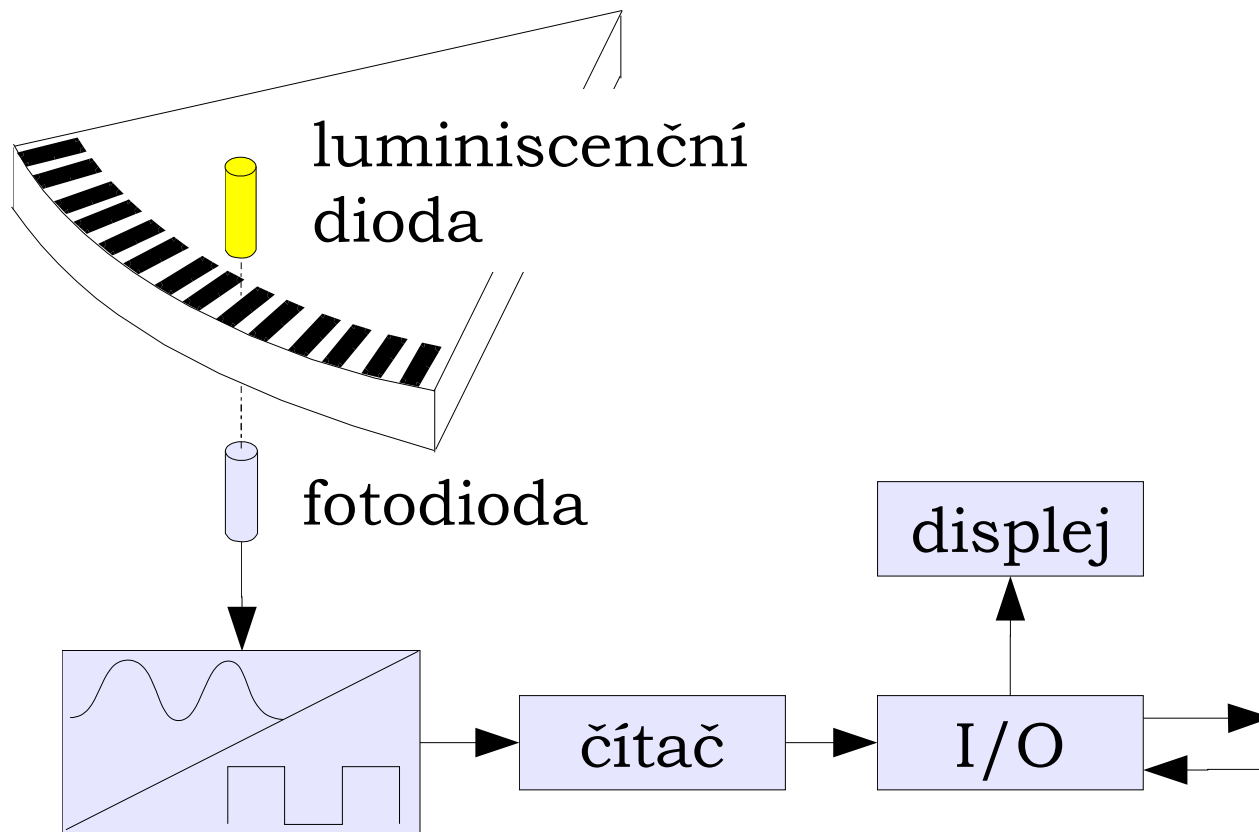 luminiscenční
dioda
fotodioda
displej
čítač
I/O